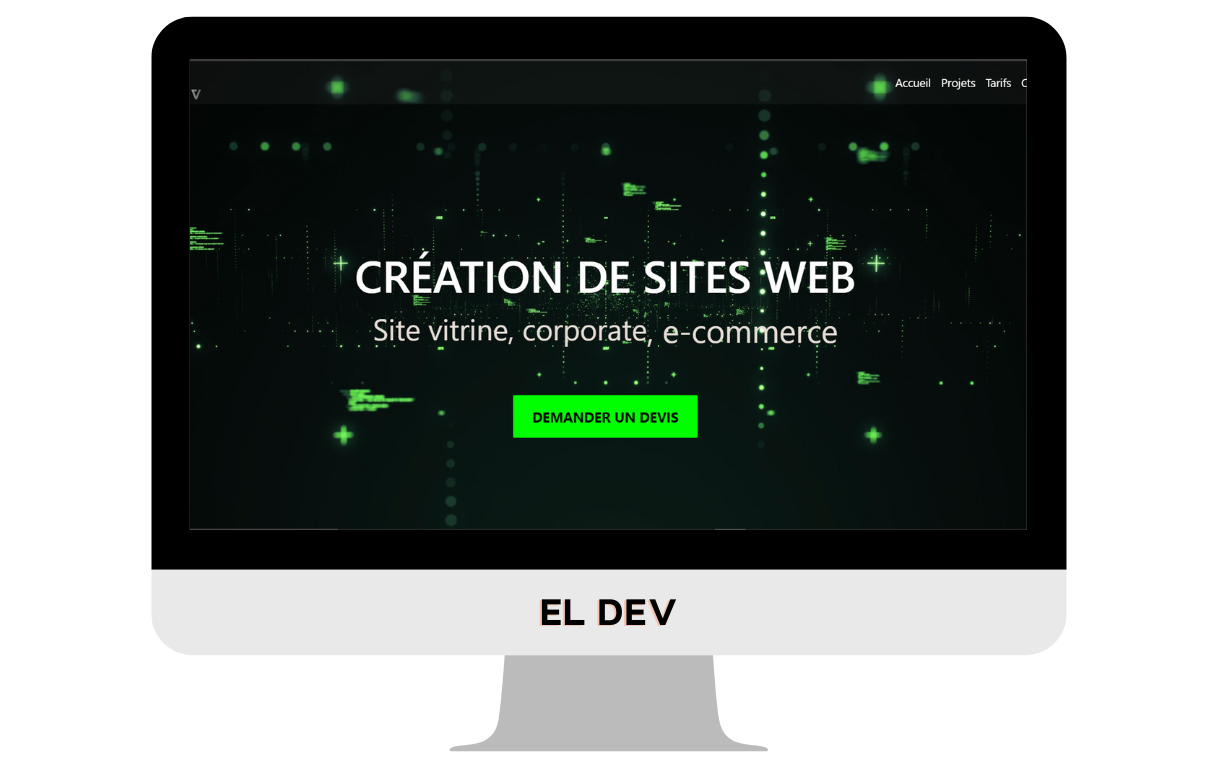 Accueil Projets Tarifs
CRÉATION DE SITES WEB
Site vitrine, corporate, e-commerce
DEMANDER UN DEVIS
EL DEV